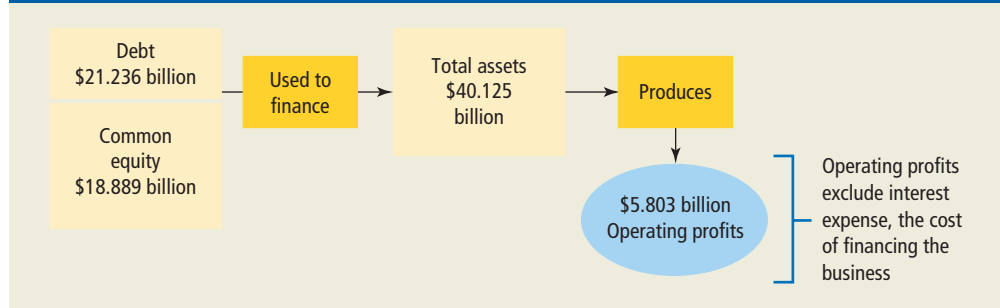 Debt
$21.236 billion
Common
equity
$18.889 billion
Used to
finance
Total assets
$40.125
billion
Produces
$5.803 billion
Operating profits
Operating profits
exclude interest
expense, the cost
of financing the
business